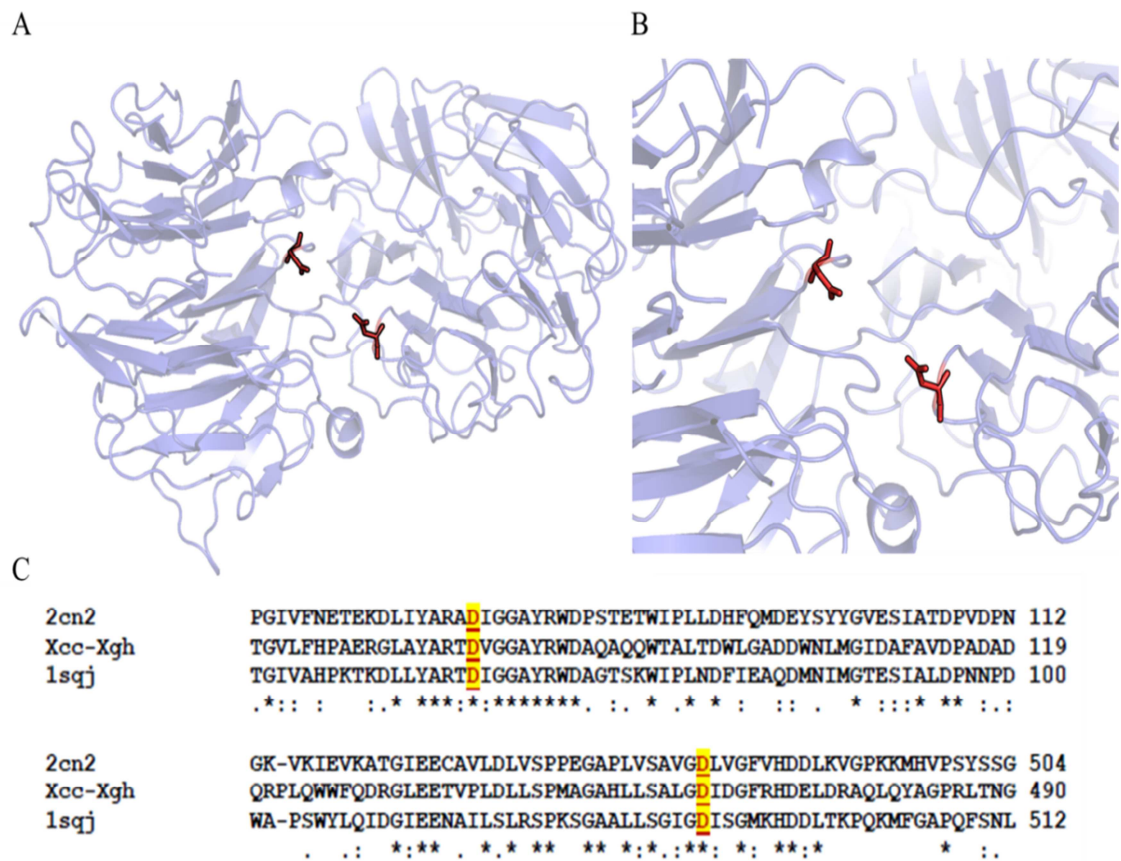 A
B
C
2cn2 PGIVFNETEKDLIYARADIGGAYRWDPSTETWIPLLDHFQMDEYSYYGVESIATDPVDPN 112
Xcc-Xgh TGVLFHPAERGLAYARTDVGGAYRWDAQAQQWTALTDWLGADDWNLMGIDAFAVDPADAD 119
1sqj TGIVAHPKTKDLLYARTDIGGAYRWDAGTSKWIPLNDFIEAQDMNIMGTESIALDPNNPD 100
.*:: : :.* ***:*:******* :. * .* * : :: . * :::* ** :.:
2cn2 GK-VKIEVKATGIEECAVLDLVSPPEGAPLVSAVGDLVGFVHDDLKVGPKKMHVPSYSSG 504
Xcc-Xgh QRPLQWWFQDRGLEETVPLDLLSPMAGAHLLSALGDIDGFRHDELDRAQLQYAGPRLTNG 490
1sqj WA-PSWYLQIDGIEENAILSLRSPKSGAALLSGIGDISGMKHDDLTKPQKMFGAPQFSNL 512
. .: *:** . *.* ** ** *:*.:**: *: **:* * :.